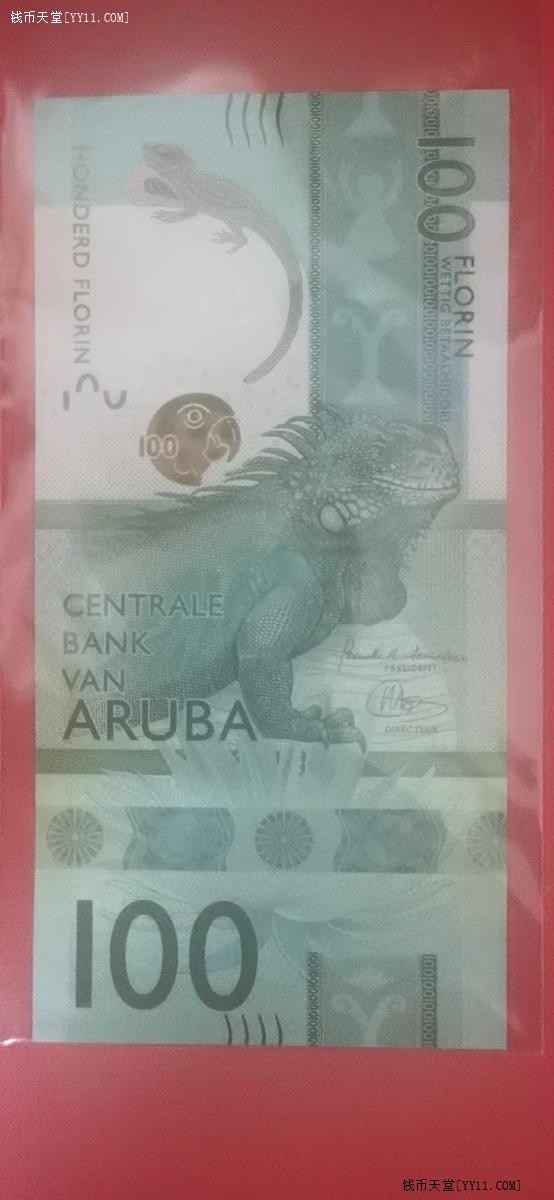 钱币天堂[YY11.COM]
100 FLORIN
WETTIG BETAALMIDDEL
HONDERD FLORIN
100
CENTRALE
BANK
VAN
ARUBA
PRESIDENT
DIRECTEUR
100
钱币天堂[YY11.COM]